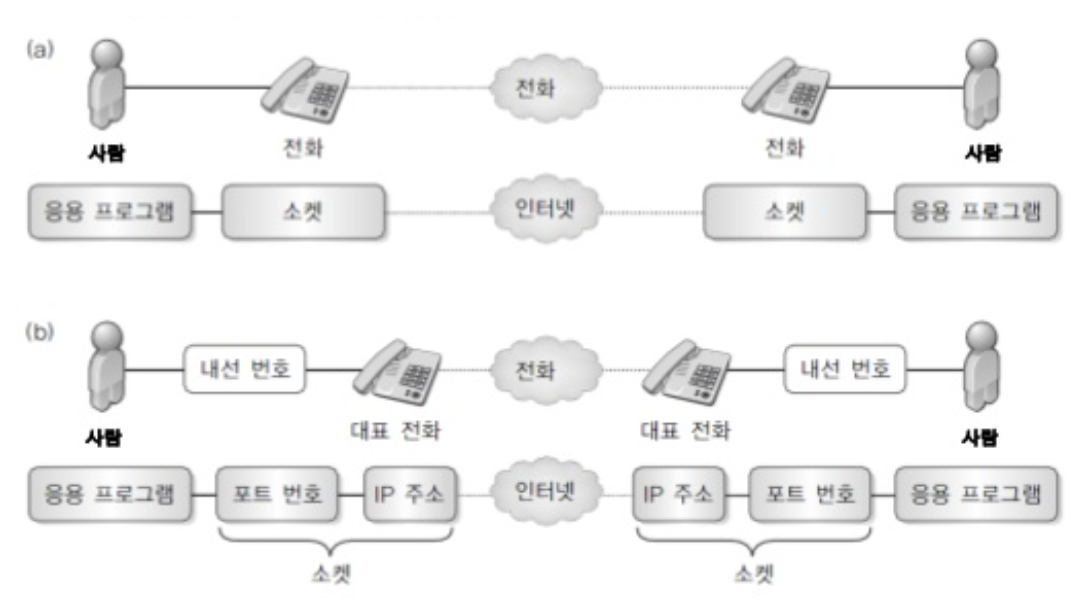 (a)
전화
전화
전화
사람
사람
응용 프로그램
소켓
인터넷
소켓
응용 프로그램
(b)
내선 번호
전화
내선 번호
사람
대표 전화
대표 전화
사람
응용 프로그램
포트 번호
IP 주소
인터넷
IP 주소
포트 번호
응용 프로그램
소켓
소켓